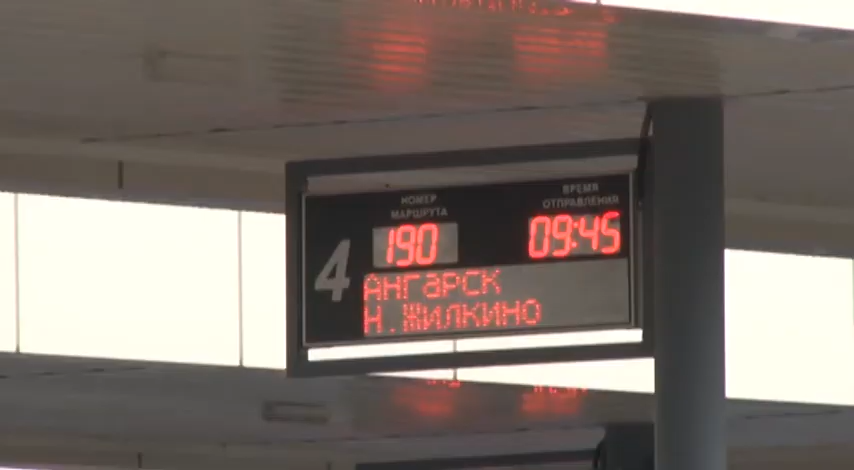 НОМЕР
МАРШРУТА
ВРЕМЯ
ОТПРАВЛЕНИЯ
190
09:45
4
Ангарск
Н.ЖИЛКИНО